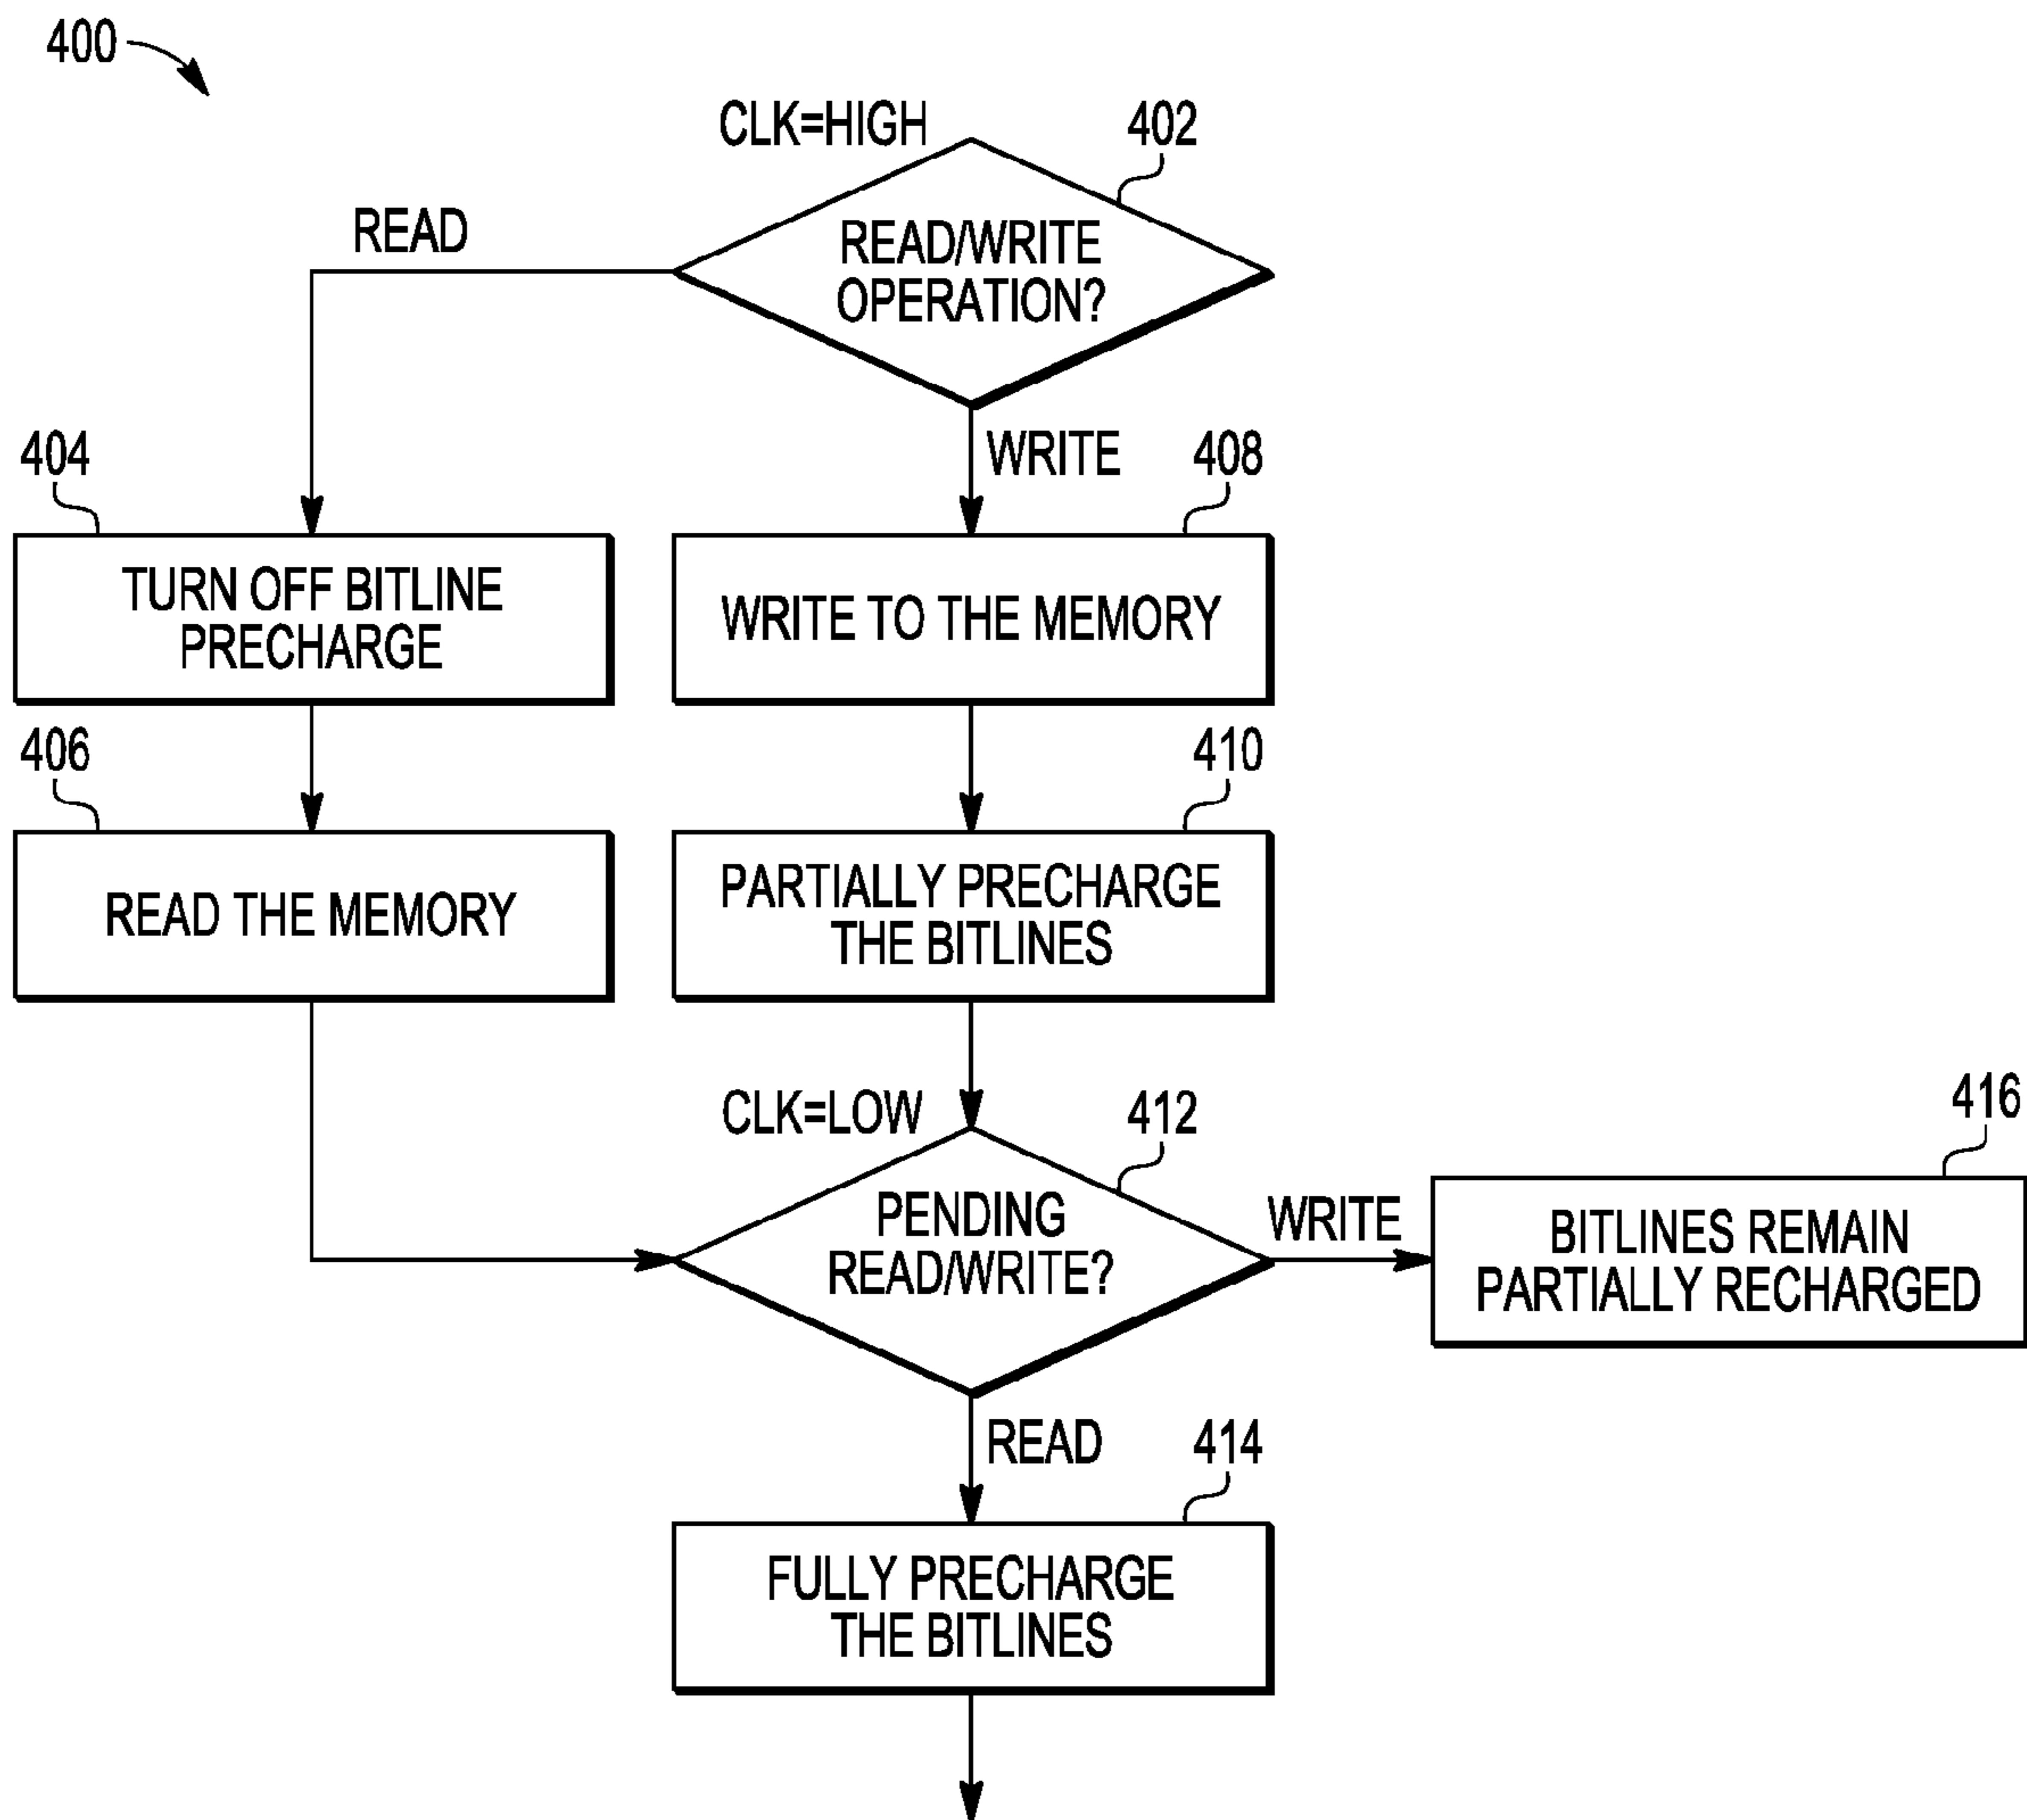 400
CLK=HIGH
402
READ
READ/WRITE
OPERATION?
404
WRITE
408
TURN OFF BITLINE
PRECHARGE
WRITE TO THE MEMORY
406
410
READ THE MEMORY
PARTIALLY PRECHARGE
THE BITLINES
CLK=LOW
412
416
PENDING
READ/WRITE?
WRITE
BITLINES REMAIN
PARTIALLY RECHARGED
READ
414
FULLY PRECHARGE
THE BITLINES